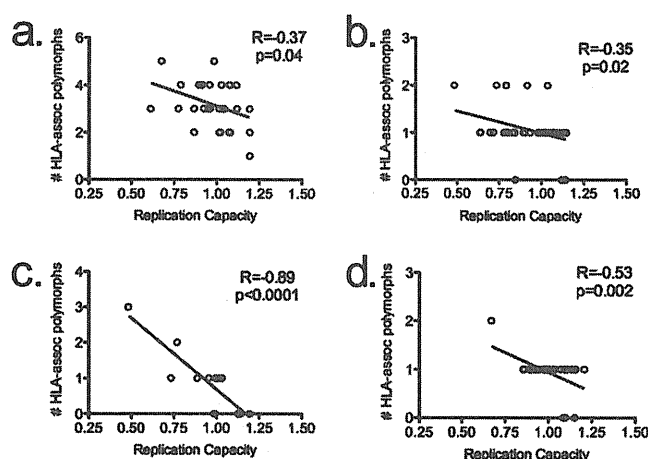 a.
# HLA-assoc polymorphs
6
4
2
0
R=-0.37
p=0.04
0.25 0.50 0.75 1.00 1.25 1.50
Replication Capacity
b.
# HLA-assoc polymorphs
3
2
1
0
R=-0.35
p=0.02
0.25 0.50 0.75 1.00 1.25 1.50
Replication Capacity
c.
# HLA-assoc polymorphs
4
3
2
1
0
R=-0.89
p<0.0001
0.25 0.50 0.75 1.00 1.25 1.50
Replication Capacity
d.
# HLA-assoc polymorphs
3
2
1
0
R=-0.53
p=0.002
0.25 0.50 0.75 1.00 1.25 1.50
Replication Capacity